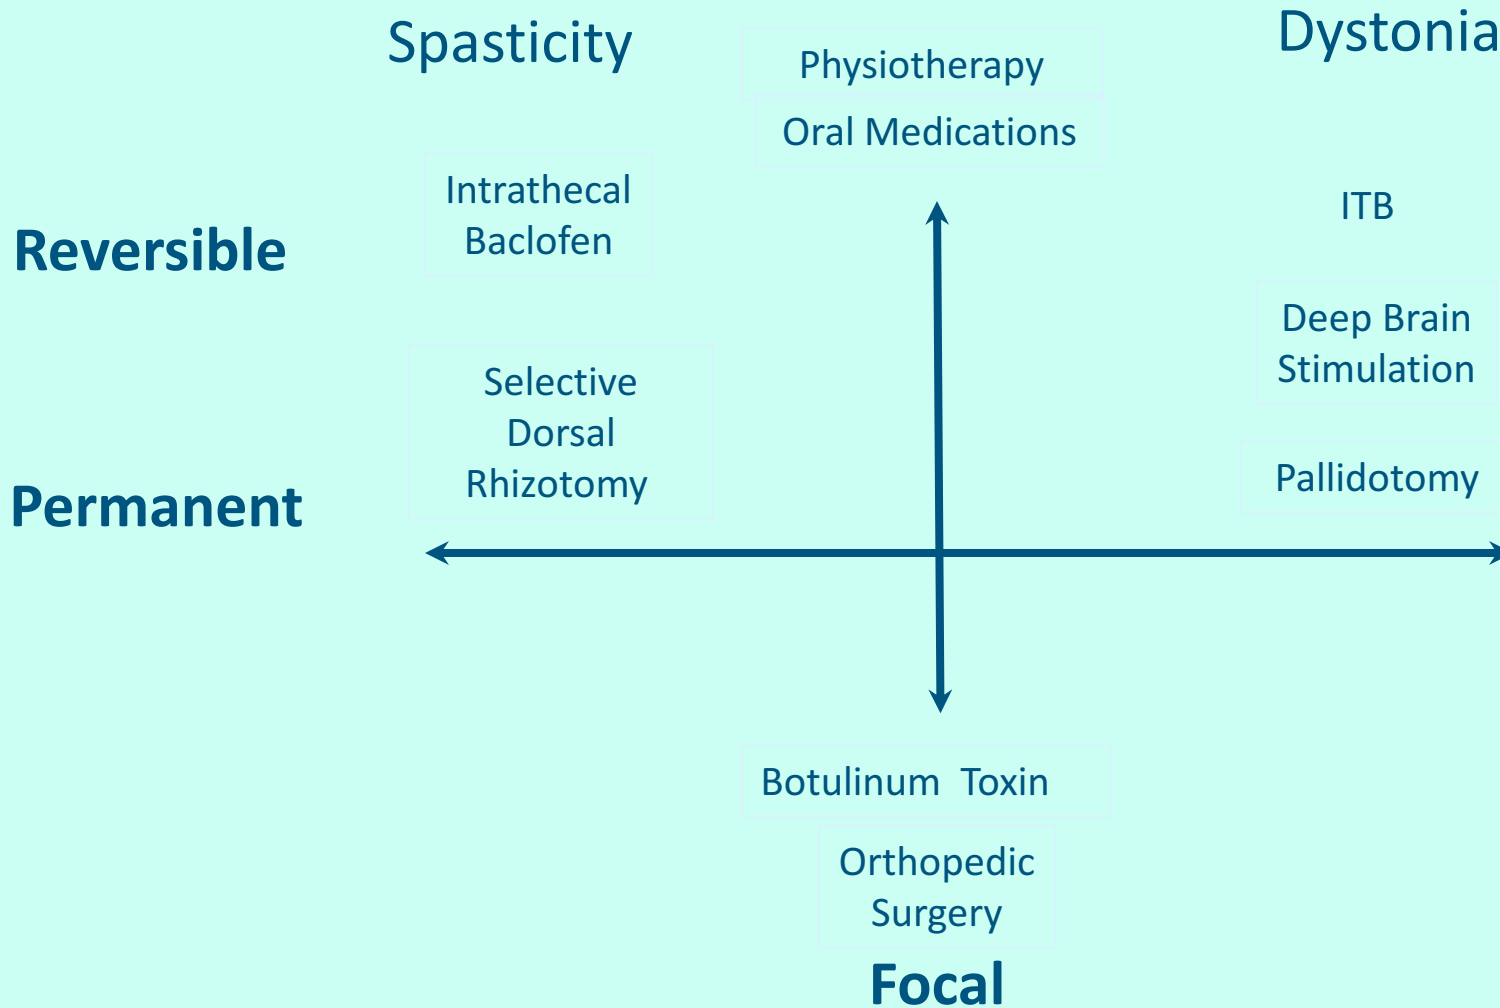 Spasticity
Physiotherapy
Dystonia
Oral Medications
Intrathecal
Baclofen
ITB
Reversible
Deep Brain
Stimulation
Selective
Dorsal
Rhizotomy
Permanent
Pallidotomy
Botulinum  Toxin
Orthopedic
Surgery
Focal